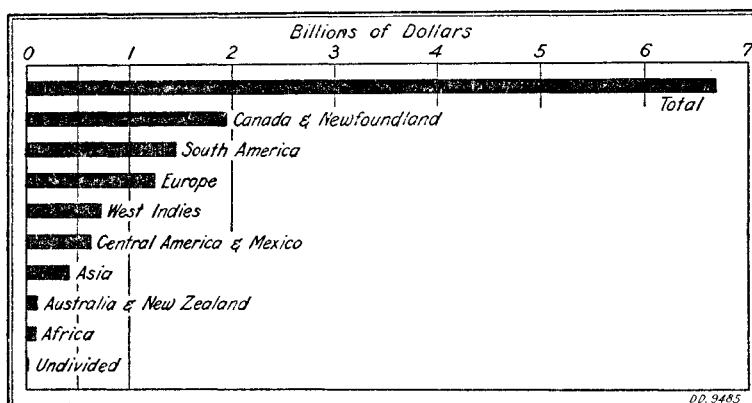 Billions of Dollars
0 1 2 3 4 5 6 7
Total
Canada & Newfoundland
South America
Europe
West Indies
Central America & Mexico
Asia
Australia & New Zealand
Africa
Undivided
D.D. 9485